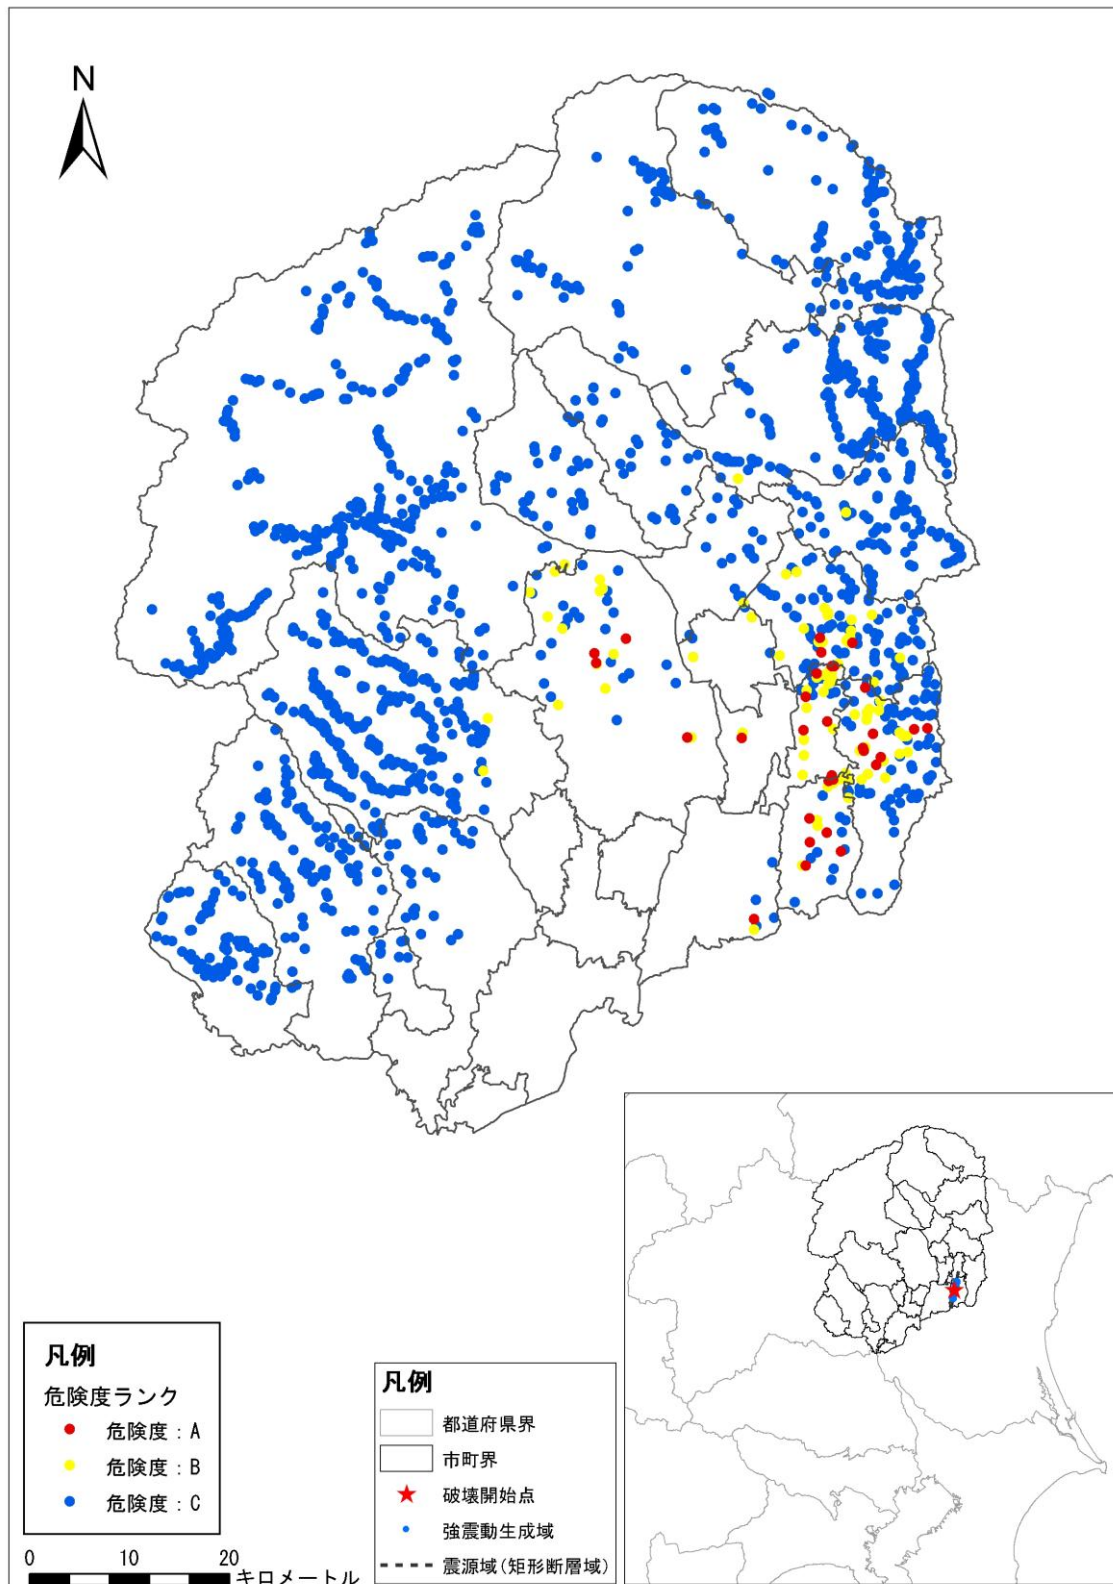 N
凡例
危険度ランク
危険度：A
危険度：B
危険度：C
0 10 20
キロメートル
凡例
都道府県界
市町界
破壊開始点
強震動生成域
震源域(矩形断層域)